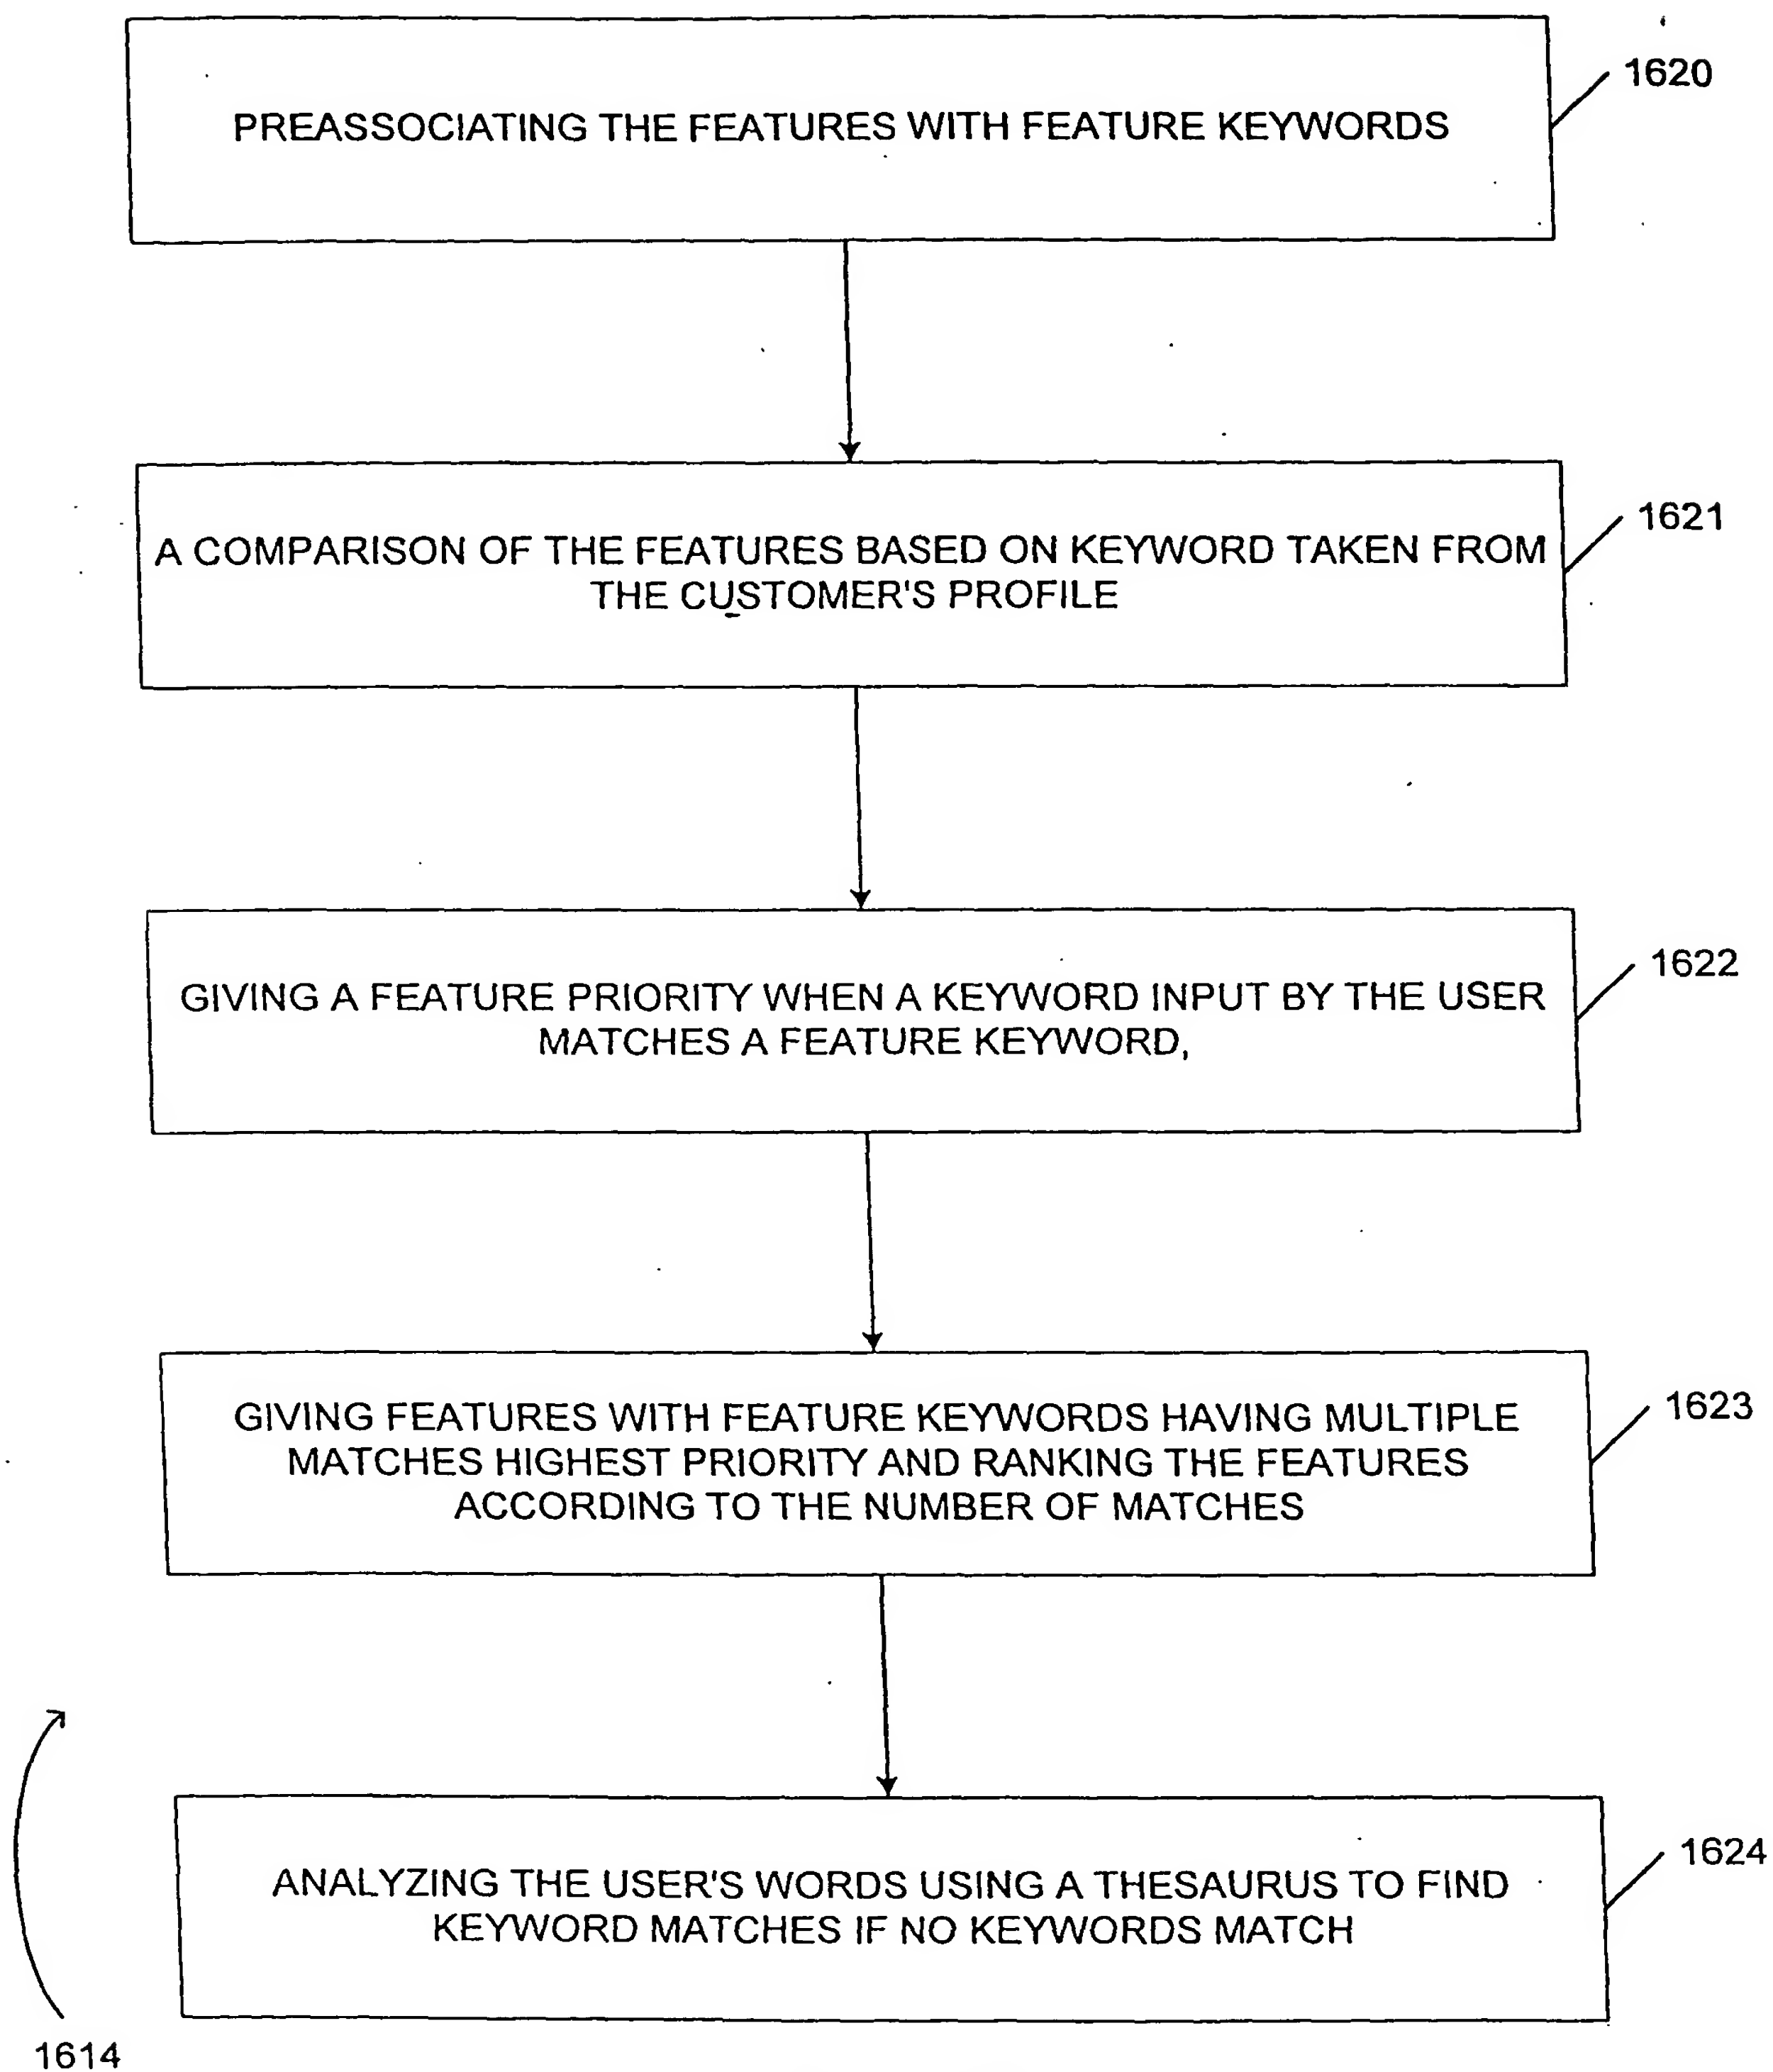 PREASSOCIATING THE FEATURES WITH FEATURE KEYWORDS
1620
A COMPARISON OF THE FEATURES BASED ON KEYWORD TAKEN FROM
THE CUSTOMER'S PROFILE
1621
GIVING A FEATURE PRIORITY WHEN A KEYWORD INPUT BY THE USER
MATCHES A FEATURE KEYWORD,
1622
GIVING FEATURES WITH FEATURE KEYWORDS HAVING MULTIPLE
MATCHES HIGHEST PRIORITY AND RANKING THE FEATURES
ACCORDING TO THE NUMBER OF MATCHES
1623
ANALYZING THE USER'S WORDS USING A THESAURUS TO FIND
KEYWORD MATCHES IF NO KEYWORDS MATCH
1624
1614